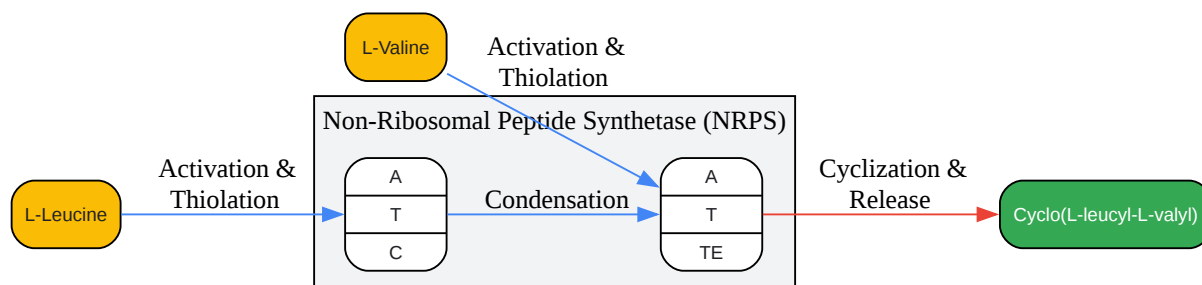 L-Valine
Activation &
Thiolation
Non-Ribosomal Peptide Synthetase (NRPS)
L-Leucine
Activation &
Thiolation
A
T
C
Condensation
A
T
TE
Cyclization &
Release
Cyclo(L-leucyl-L-valyl)